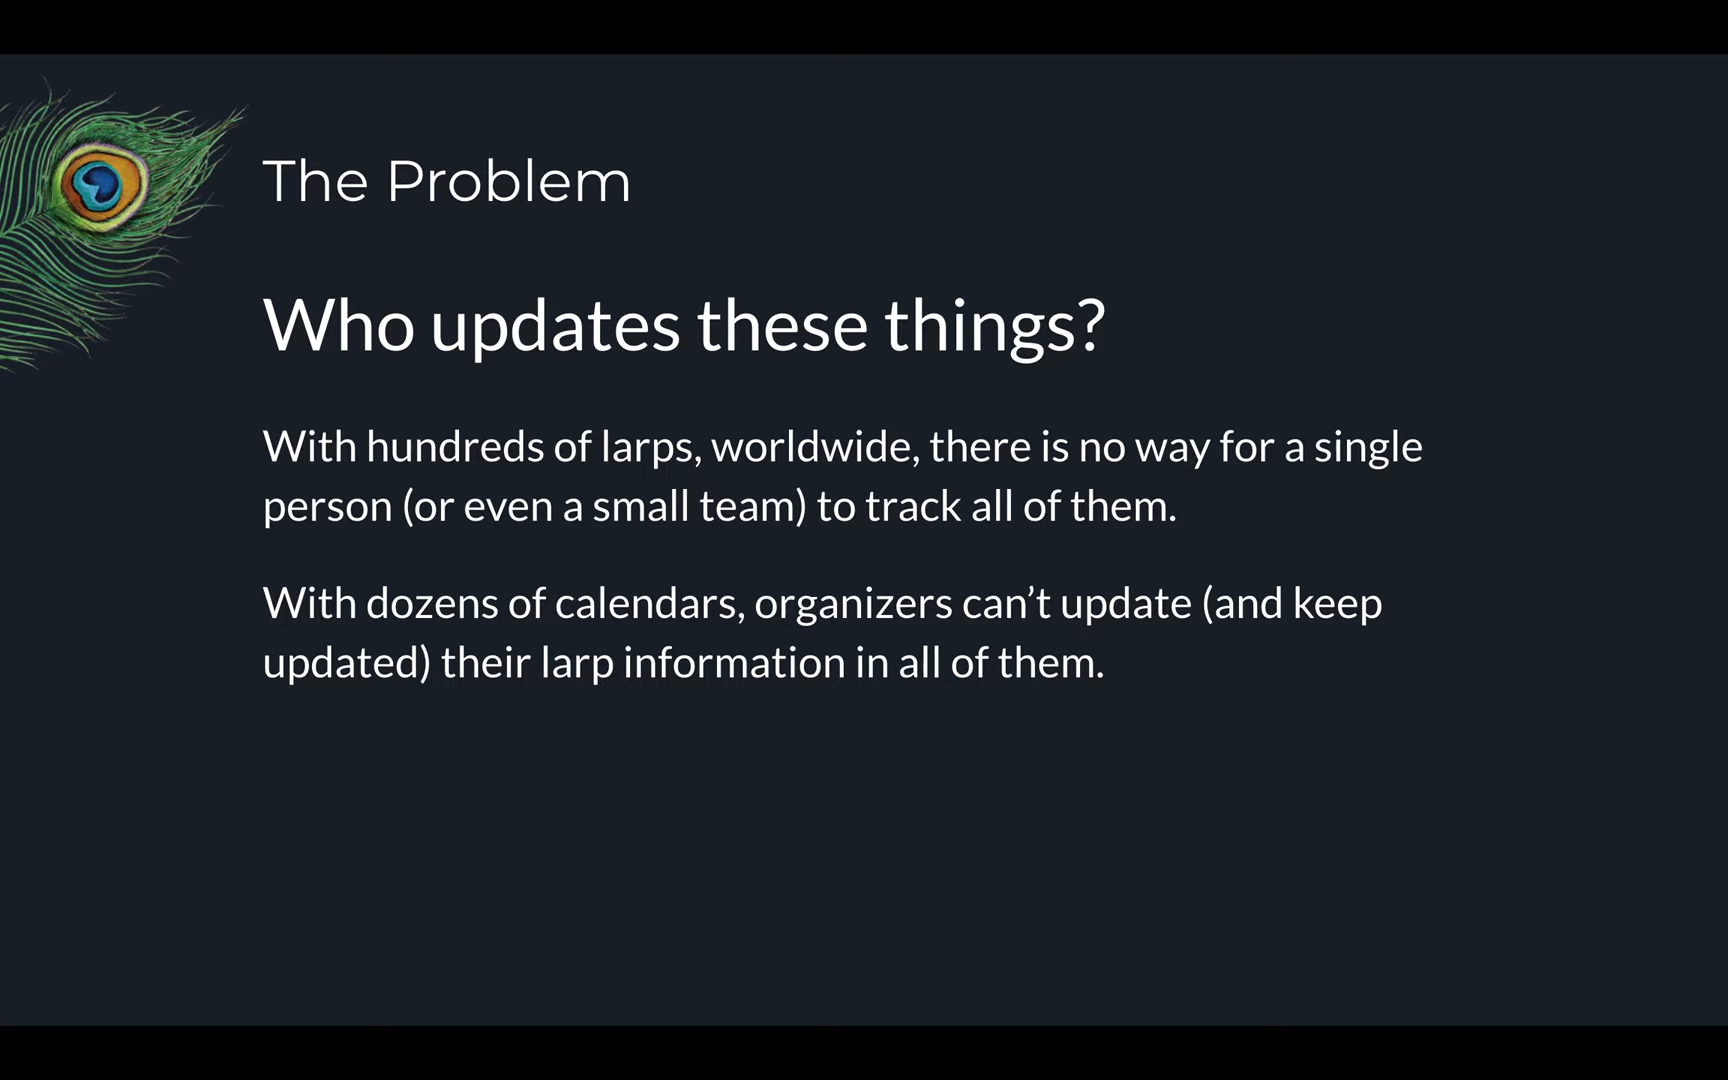 The Problem
Who updates these things?
With hundreds of larps, worldwide, there is no way for a single
person (or even a small team) to track all of them.
With dozens of calendars, organizers can’t update (and keep
updated) their larp information in all of them.